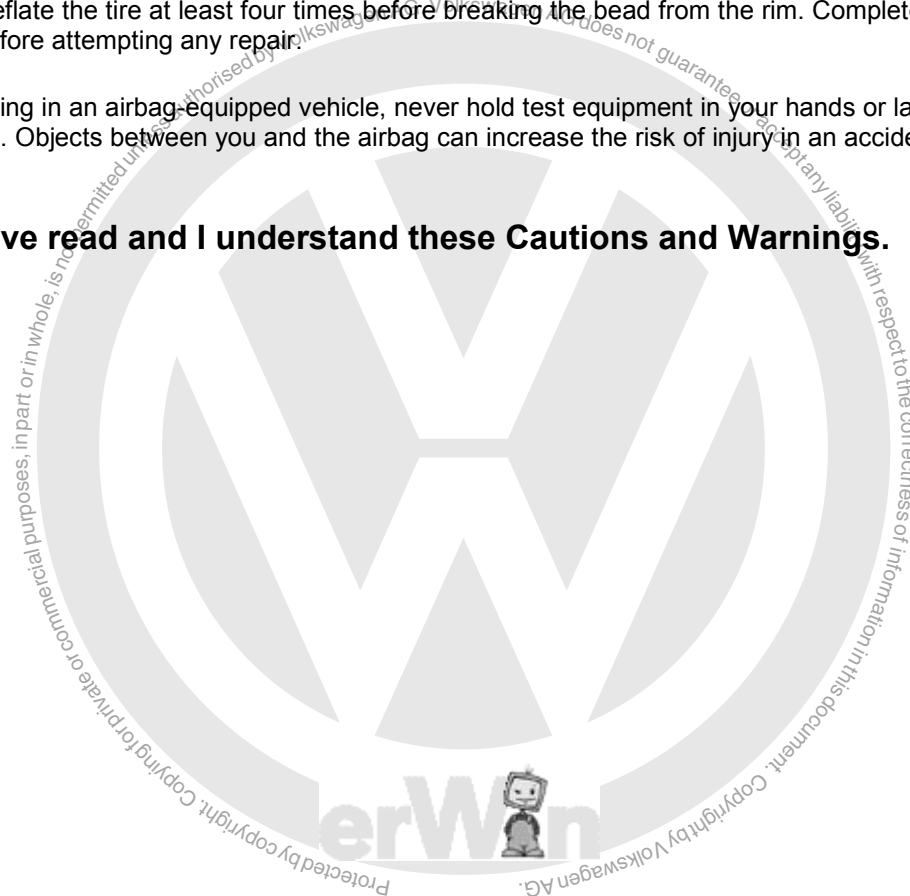 eflate the tire at least four times before breaking the bead from the rim. Complete
fore attempting any repair.
ing in an airbag-equipped vehicle, never hold test equipment in your hands or la
. Objects between you and the airbag can increase the risk of injury in an accide
ve read and I understand these Cautions and Warnings.
Protected by copyright. Copying for private or commercial purposes, in part or in whole, is not permitted unless authorised by Volkswagen AG. Volkswagen AG does not guarantee or accept any liability with respect to the correctness of information in this document. Copyright by Volkswagen AG.
erWin